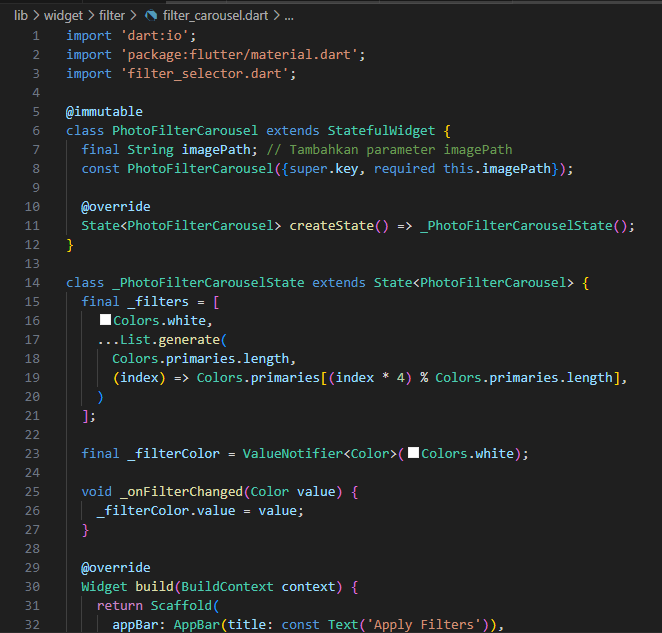 lib > widget > filter > filter_carousel.dart > ...
1 import 'dart:io';
2 import 'package:flutter/material.dart';
3 import 'filter_selector.dart';
4
5 @immutable
6 class PhotoFilterCarousel extends StatefulWidget {
7   final String imagePath; // Tambahkan parameter imagePath
8   const PhotoFilterCarousel({super.key, required this.imagePath});
9
10   @override
11   State<PhotoFilterCarousel> createState() => _PhotoFilterCarouselState();
12 }
13
14 class _PhotoFilterCarouselState extends State<PhotoFilterCarousel> {
15   final _filters = [
16     Colors.white,
17     ...List.generate(
18       Colors.primaries.length,
19       (index) => Colors.primaries[(index * 4) % Colors.primaries.length],
20     )
21   ];
22
23   final _filterColor = ValueNotifier<Color>(Colors.white);
24
25   void _onFilterChanged(Color value) {
26     _filterColor.value = value;
27   }
28
29   @override
30   Widget build(BuildContext context) {
31     return Scaffold(
32       appBar: AppBar(title: const Text('Apply Filters')),